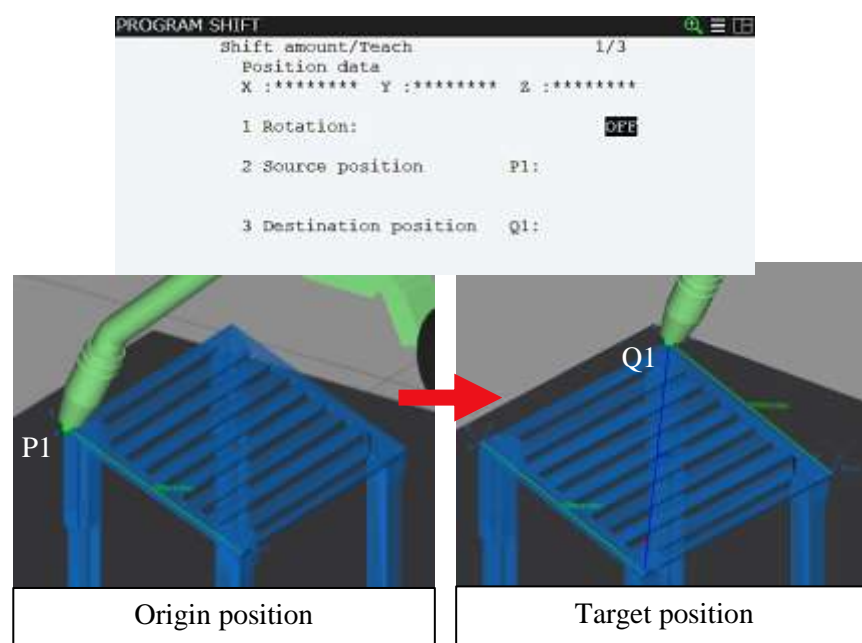 PROGRAM SHIFT
Shift amount/Teach 1/3
Position data
X :******** Y :******** Z :********
1 Rotation: OFF
2 Source position P1:
3 Destination position Q1:
P1
Q1
Origin position
Target position